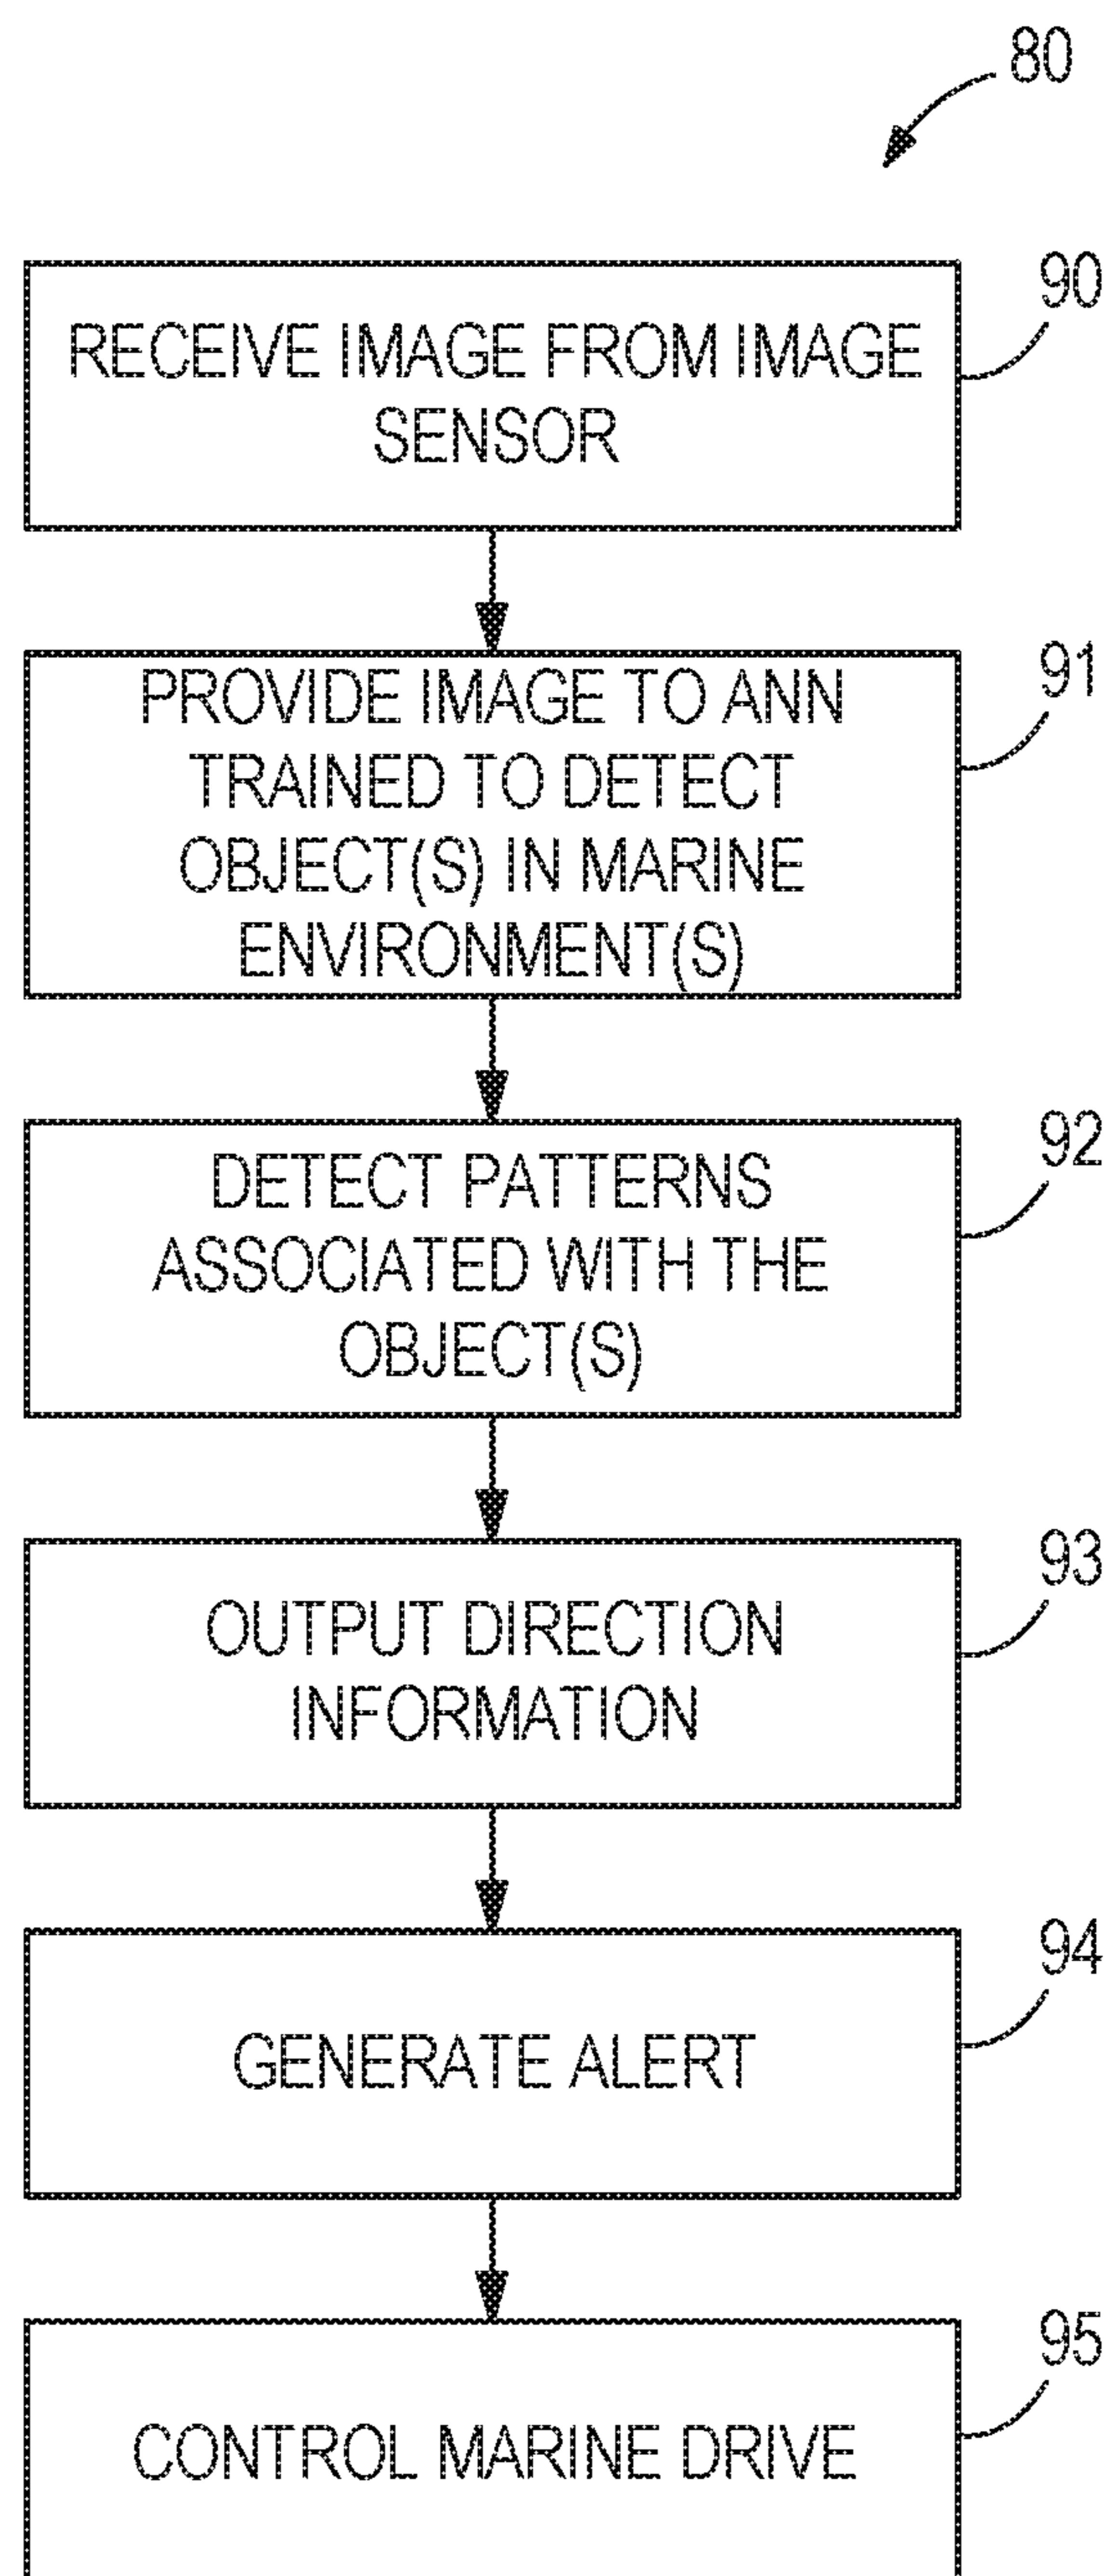 80
90
RECEIVE IMAGE FROM IMAGE
SENSOR
91
PROVIDE IMAGE TO ANN
TRAINED TO DETECT
OBJECT(S) IN MARINE
ENVIRONMENT(S)
92
DETECT PATTERNS
ASSOCIATED WITH THE
OBJECT(S)
93
OUTPUT DIRECTION
INFORMATION
94
GENERATE ALERT
95
CONTROL MARINE DRIVE